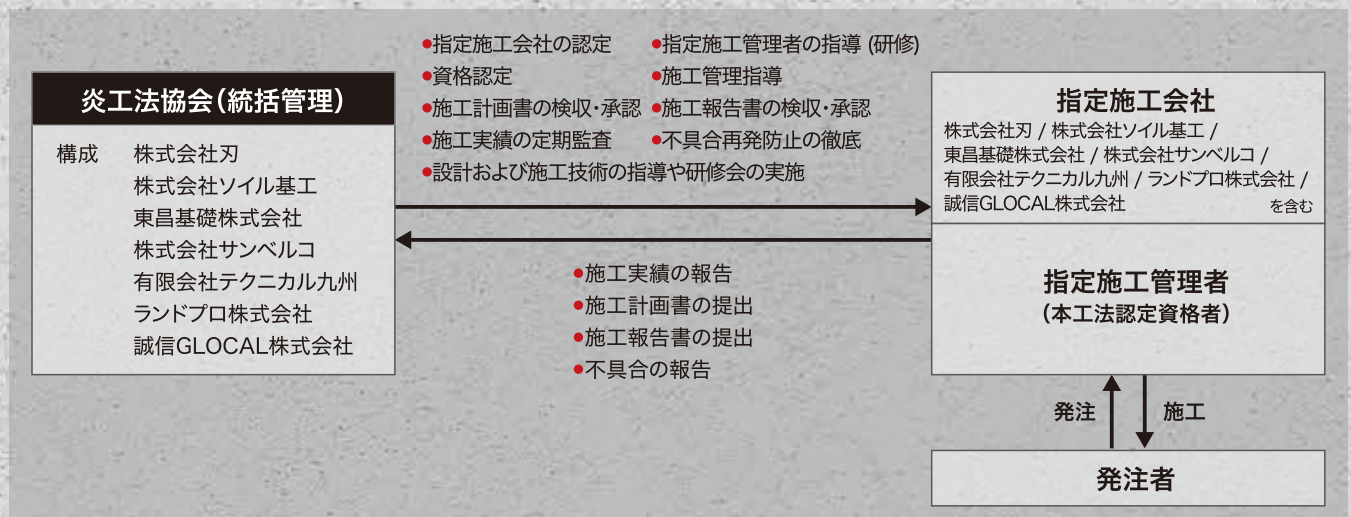 炎工法協会(統括管理)
構成 株式会社刃
株式会社ソイル基工
東昌基礎株式会社
株式会社サンベルコ
有限会社テクニカル九州
ランドプロ株式会社
誠信GLOCAL株式会社
●指定施工会社の認定 ●指定施工管理者の指導 (研修)
●資格認定 ●施工管理指導
●施工計画書の検収・承認 ●施工報告書の検収・承認
●施工実績の定期監査 ●不具合再発防止の徹底
●設計および施工技術の指導や研修会の実施
●施工実績の報告
●施工計画書の提出
●施工報告書の提出
●不具合の報告
指定施工会社
株式会社刃 / 株式会社ソイル基工 /
東昌基礎株式会社 / 株式会社サンベルコ /
有限会社テクニカル九州 / ランドプロ株式会社 /
誠信GLOCAL株式会社 を含む
指定施工管理者
(本工法認定資格者)
発注 施工
発注者